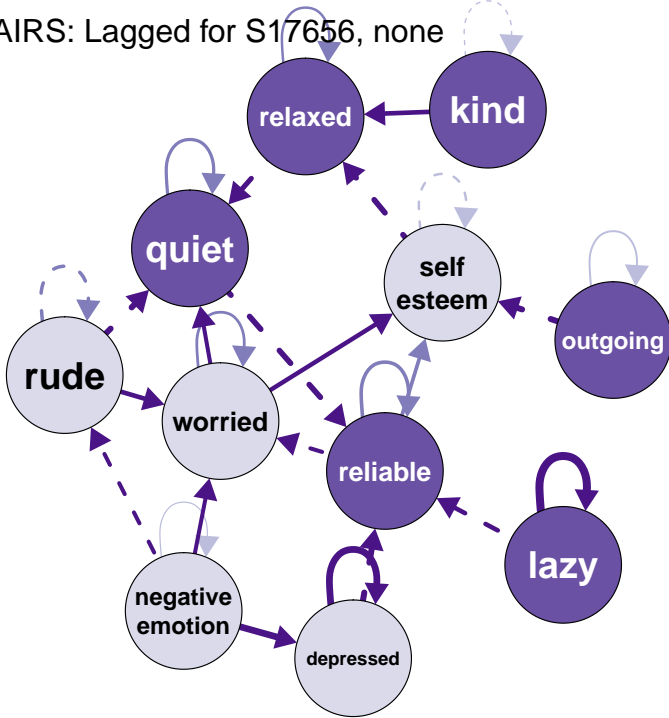 AIRS: Lagged for S17656, none
relaxed
kind
quiet
self
esteem
outgoing
rude
worried
reliable
lazy
negative
emotion
depressed